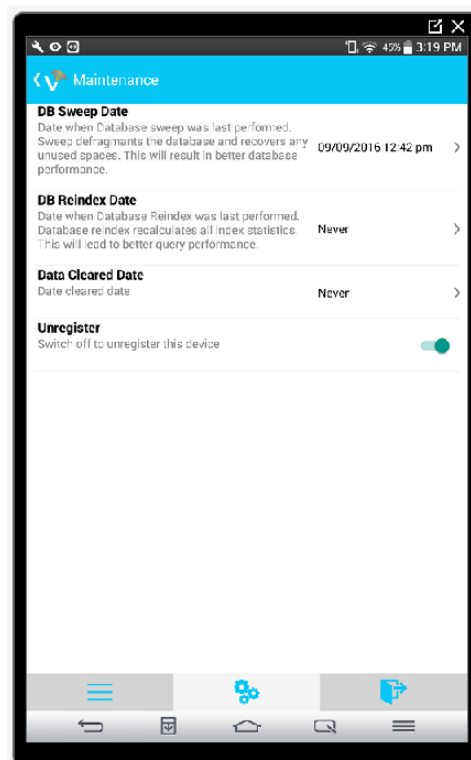 45% 3:19 PM
Maintenance
DB Sweep Date
Date when Database sweep was last performed.
Sweep defragments the database and recovers any
unused spaces. This will result in better database
performance.
09/09/2016 12:42 pm
DB Reindex Date
Date when Database Reindex was last performed.
Database reindex recalculates all index statistics.
This will lead to better query performance.
Never
Data Cleared Date
Date cleared date
Never
Unregister
Switch off to unregister this device